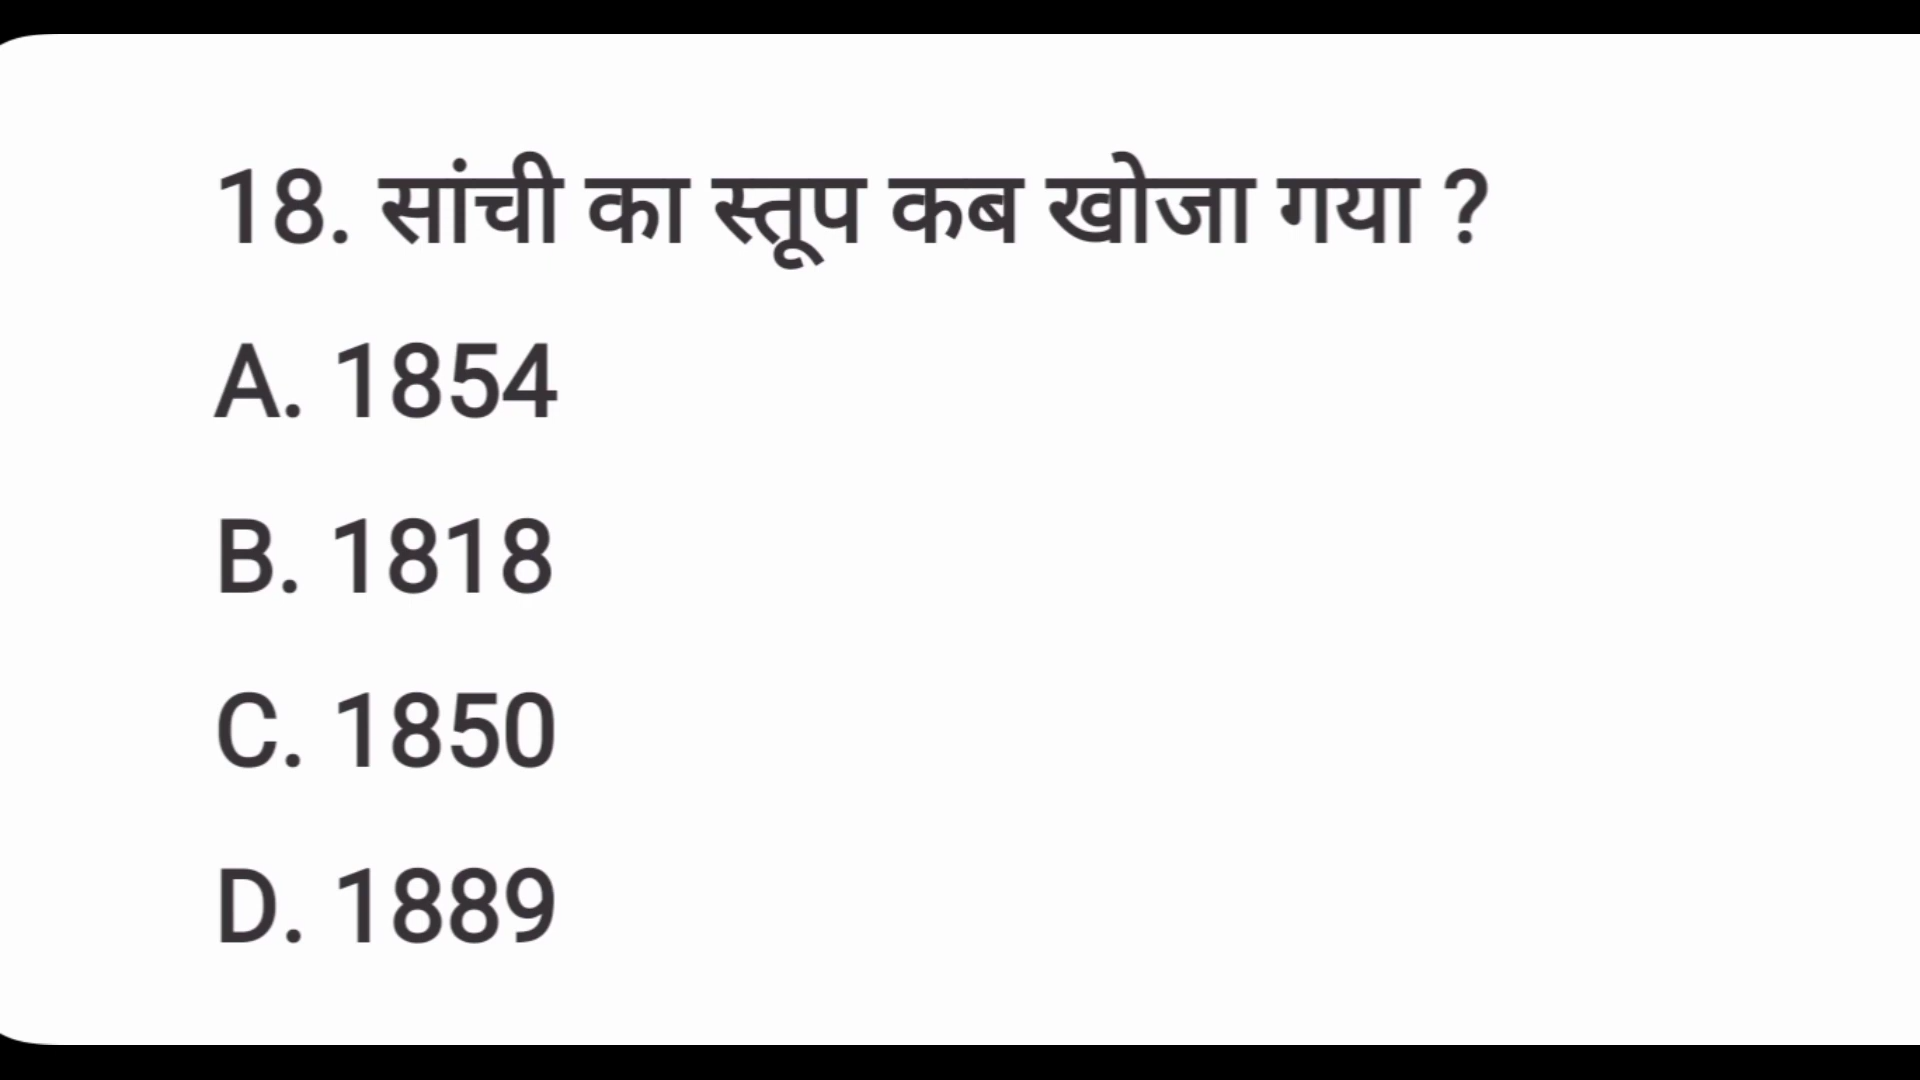 18. सांची का स्तूप कब खोजा गया ?
A. 1854
B. 1818
C. 1850
D. 1889